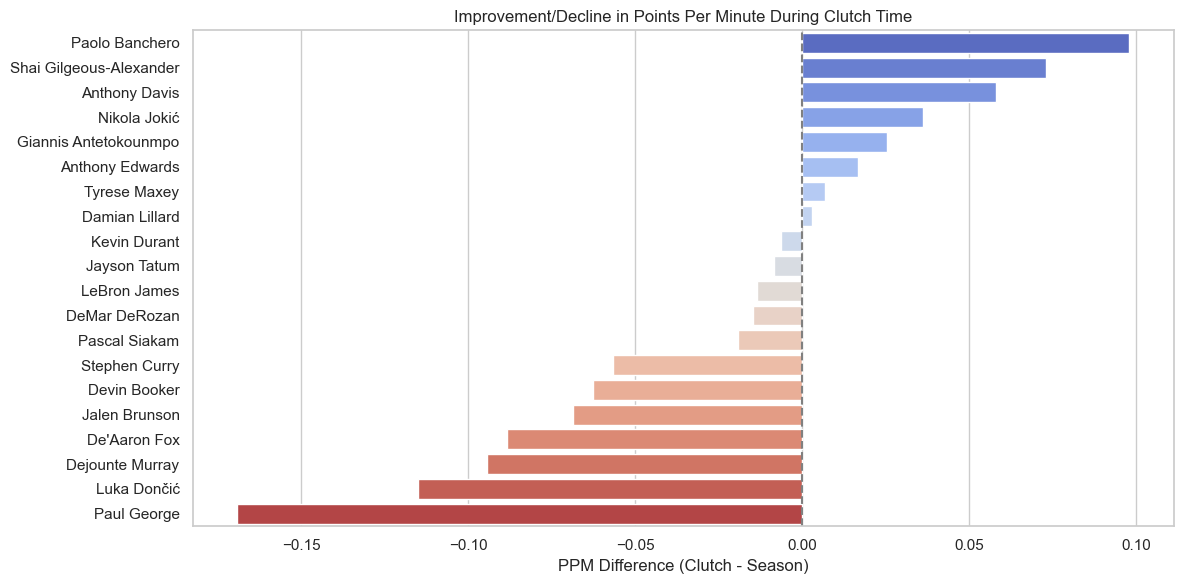 Improvement/Decline in Points Per Minute During Clutch Time
Paolo Banchero
Shai Gilgeous-Alexander
Anthony Davis
Nikola Jokić
Giannis Antetokounmpo
Anthony Edwards
Tyrese Maxey
Damian Lillard
Kevin Durant
Jayson Tatum
LeBron James
DeMar DeRozan
Pascal Siakam
Stephen Curry
Devin Booker
Jalen Brunson
De'Aaron Fox
Dejounte Murray
Luka Dončić
Paul George
−0.15 −0.10 −0.05 0.00 0.05 0.10
PPM Difference (Clutch - Season)